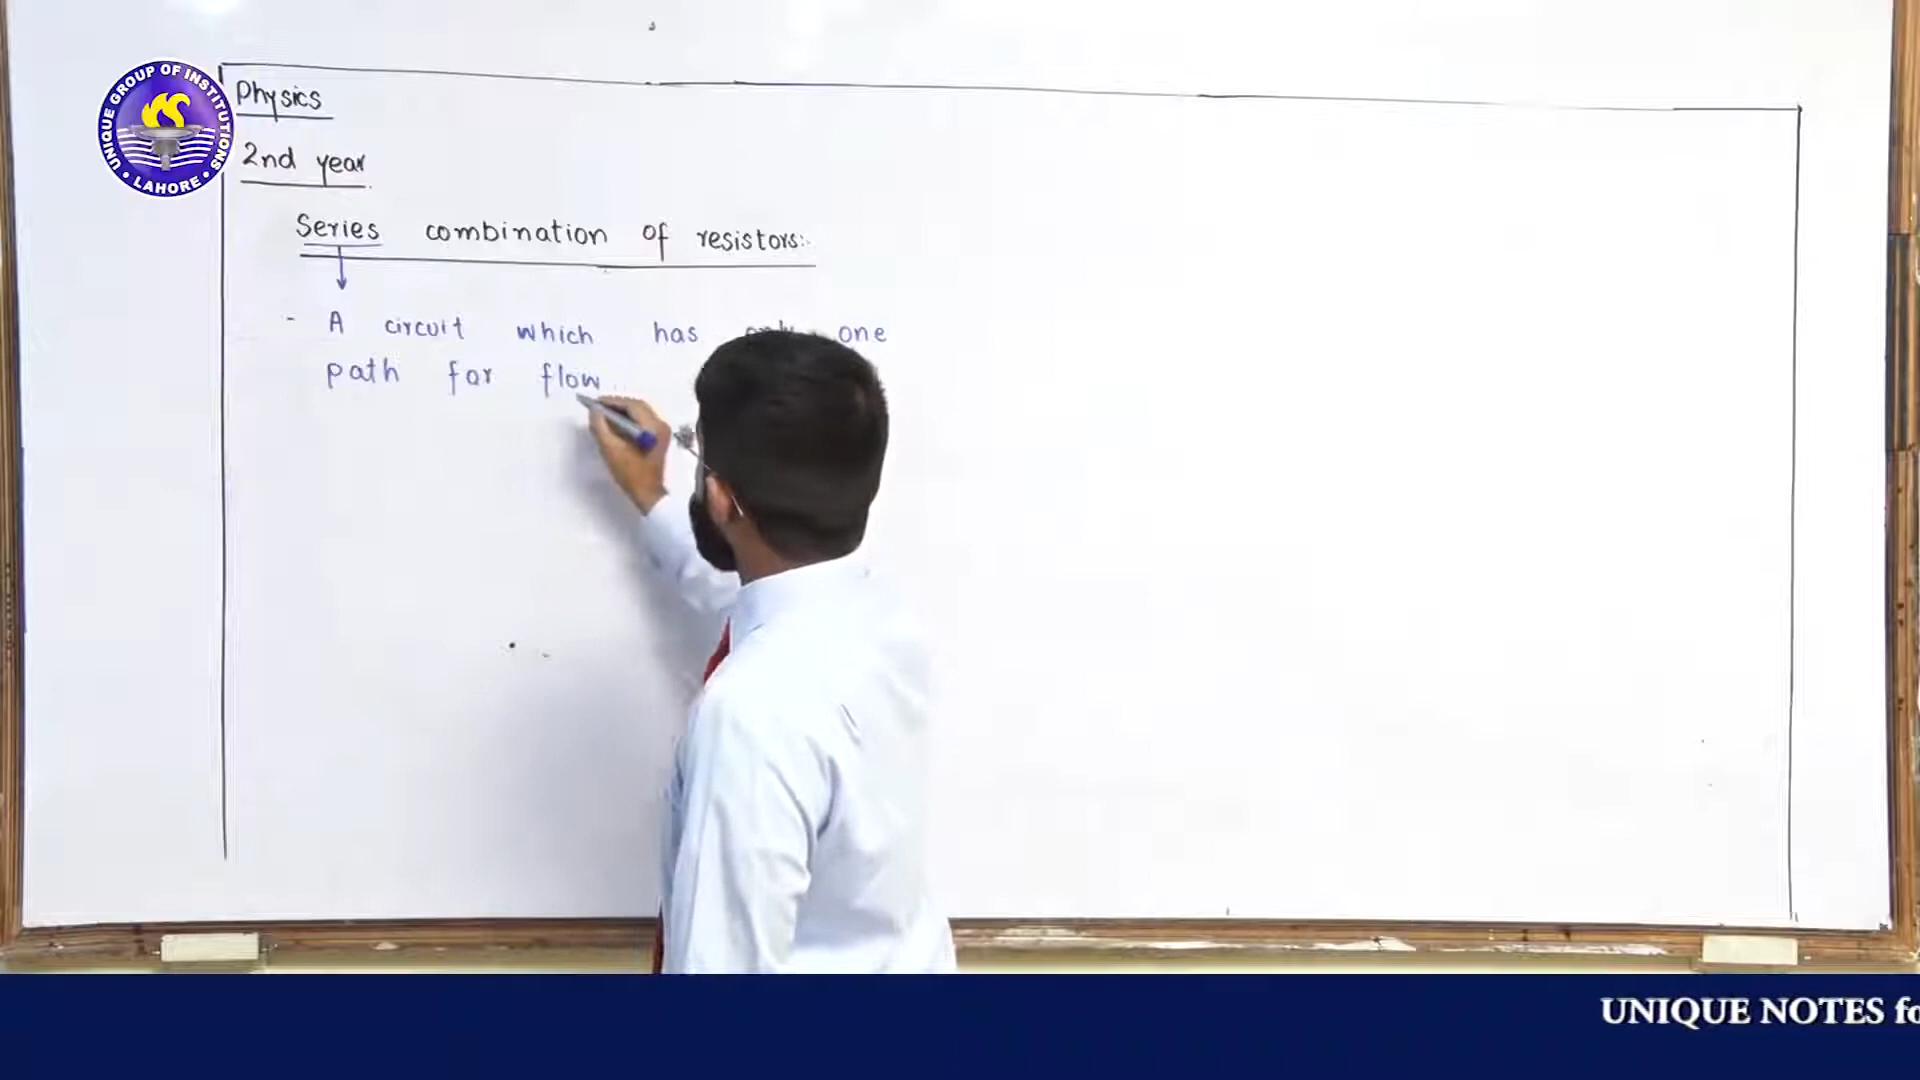 UNIQUE GROUP OF INSTITUTIONS
• LAHORE •
Physics
2nd year
Series combination of resistors:-
- A circuit which has only one
path for flow
UNIQUE NOTES fo